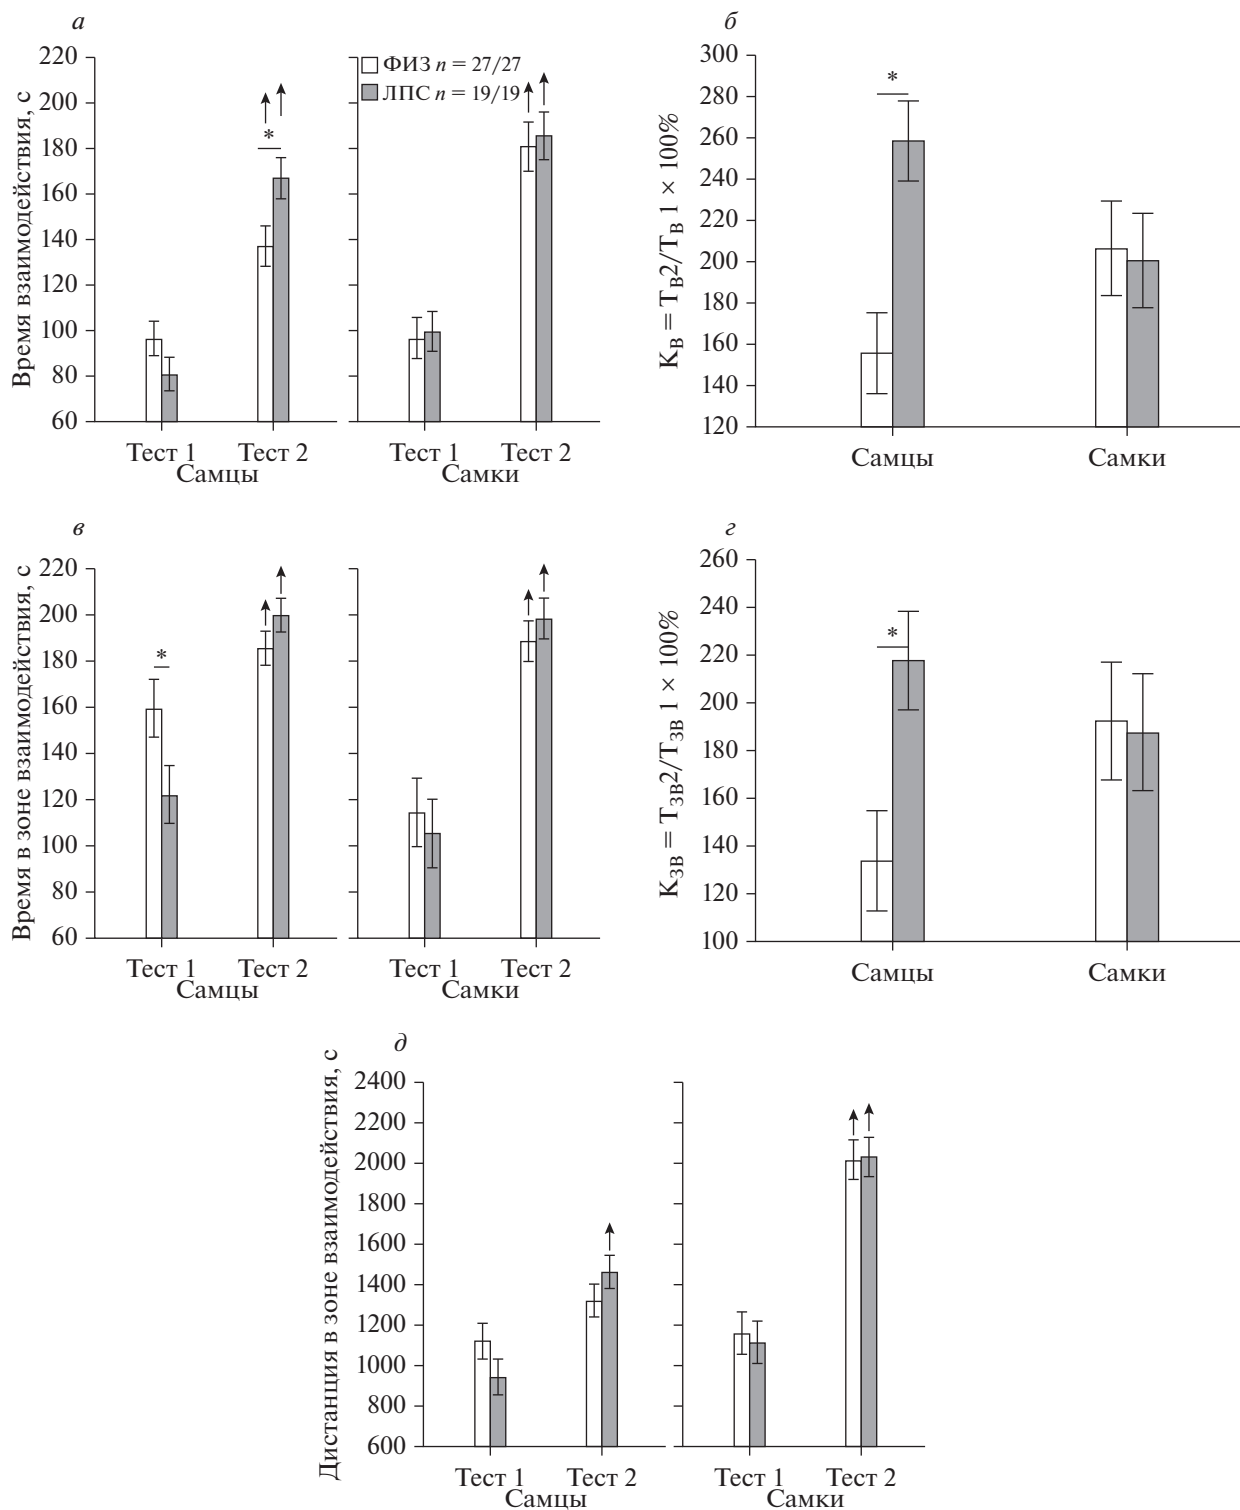 а
Время взаимодействия, с
220
200
180
160
140
120
100
80
60
ФИЗ n = 27/27
ЛПС n = 19/19
*
Тест 1 Тест 2
Самцы
Тест 1 Тест 2
Самки
б
K_В = T_В2/T_В 1 × 100%
300
280
260
240
220
200
180
160
140
120
*
Самцы Самки
в
Время в зоне взаимодействия, с
220
200
180
160
140
120
100
80
60
*
Тест 1 Тест 2
Самцы
Тест 1 Тест 2
Самки
г
K_ЗВ = T_ЗВ2/T_ЗВ 1 × 100%
260
240
220
200
180
160
140
120
100
*
Самцы Самки
д
Дистанция в зоне взаимодействия, с
2400
2200
2000
1800
1600
1400
1200
1000
800
600
Тест 1 Тест 2
Самцы
Тест 1 Тест 2
Самки